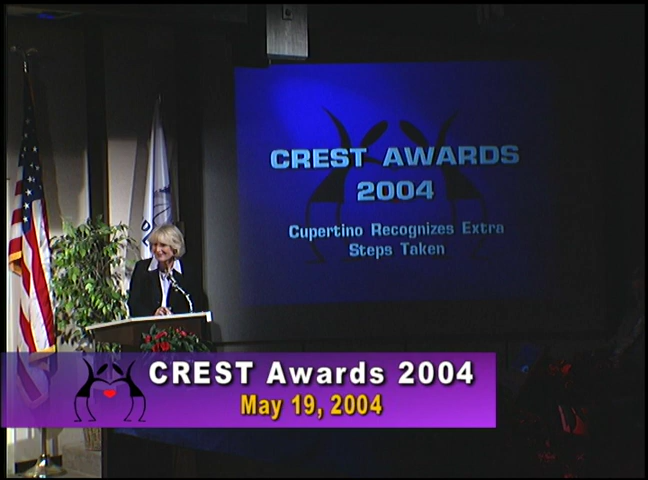 CREST AWARDS
2004
Cupertino Recognizes Extra
Steps Taken
CREST Awards 2004
May 19, 2004